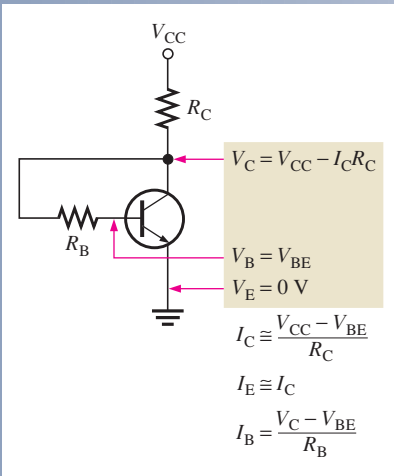 V_CC
R_C
V_C = V_CC − I_C R_C
R_B
V_B = V_BE
V_E = 0 V
I_C ≅ (V_CC − V_BE) / R_C
I_E ≅ I_C
I_B = (V_C − V_BE) / R_B